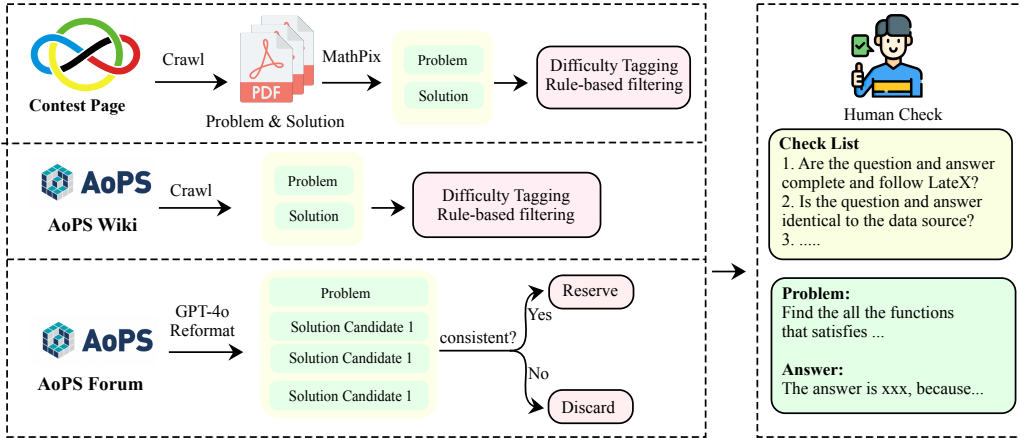 Contest Page
Crawl
PDF
Problem & Solution
MathPix
Problem
Solution
Difficulty Tagging
Rule-based filtering
AoPS
AoPS Wiki
Crawl
Problem
Solution
Difficulty Tagging
Rule-based filtering
AoPS
AoPS Forum
GPT-4o
Reformat
Problem
Solution Candidate 1
Solution Candidate 1
Solution Candidate 1
consistent?
Yes
Reserve
No
Discard
Human Check
Check List
1. Are the question and answer
complete and follow LateX?
2. Is the question and answer
identical to the data source?
3. .....
Problem:
Find the all the functions
that satisfies ...
Answer:
The answer is xxx, because...